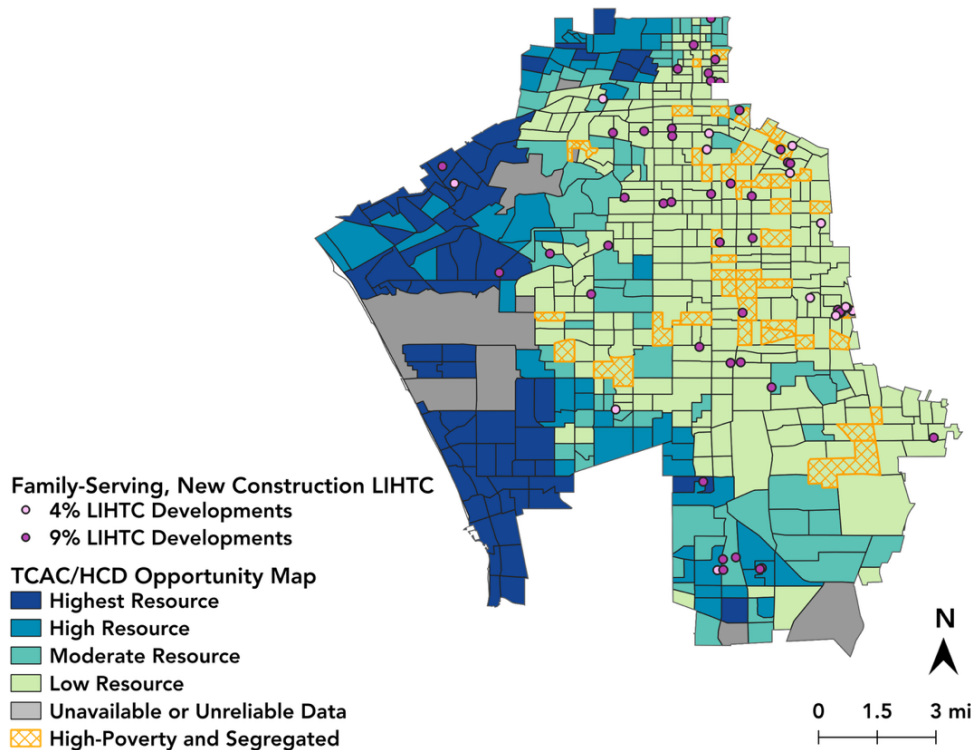 Family-Serving, New Construction LIHTC
4% LIHTC Developments
9% LIHTC Developments
TCAC/HCD Opportunity Map
Highest Resource
High Resource
Moderate Resource
Low Resource
Unavailable or Unreliable Data
High-Poverty and Segregated
N
0 1.5 3 mi